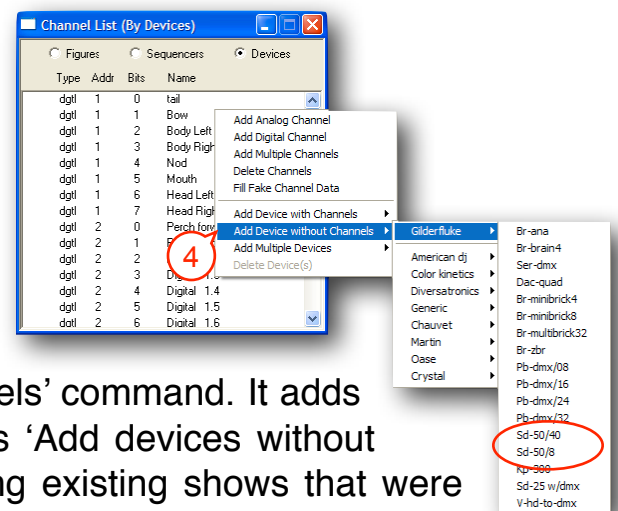 Channel List (By Devices)
Figures Sequencers Devices
Type Addr Bits Name
dgtl 1 0 tail
dgtl 1 1 Bow
dgtl 1 2 Body Left
dgtl 1 3 Body Righ
dgtl 1 4 Nod
dgtl 1 5 Mouth
dgtl 1 6 Head Left
dgtl 1 7 Head Righ
dgtl 2 0 Perch forw
dgtl 2 1
dgtl 2 2
dgtl 2 3
dgtl 2 4 Digital 1.4
dgtl 2 5 Digital 1.5
dgtl 2 6 Digital 1.6
Add Analog Channel
Add Digital Channel
Add Multiple Channels
Delete Channels
Fill Fake Channel Data
Add Device with Channels
Add Device without Channels
Add Multiple Devices
Delete Device(s)
4
Gilderfluke
American dj
Color kinetics
Diversatronics
Generic
Chauvet
Martin
Oase
Crystal
Br-ana
Br-brain4
Ser-dmx
Dac-quad
Br-minibrick4
Br-minibrick8
Br-multibrick32
Br-zbr
Pb-dmx/08
Pb-dmx/16
Pb-dmx/24
Pb-dmx/32
Sd-50/40
Sd-50/8
Kp-300
Sd-25 w/dmx
V-hd-to-dmx
els’ command. It adds
s ‘Add devices without
ng existing shows that were